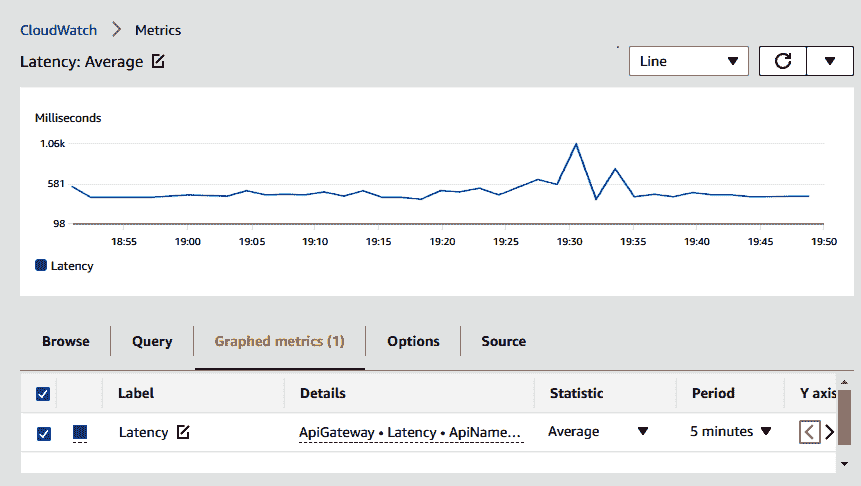 CloudWatch > Metrics
Latency: Average
Line
Milliseconds
1.06k
581
98
18:55 19:00 19:05 19:10 19:15 19:20 19:25 19:30 19:35 19:40 19:45 19:50
Latency
Browse Query Graphed metrics (1) Options Source
Label Details Statistic Period Y axis
Latency ApiGateway • Latency • ApiName... Average 5 minutes